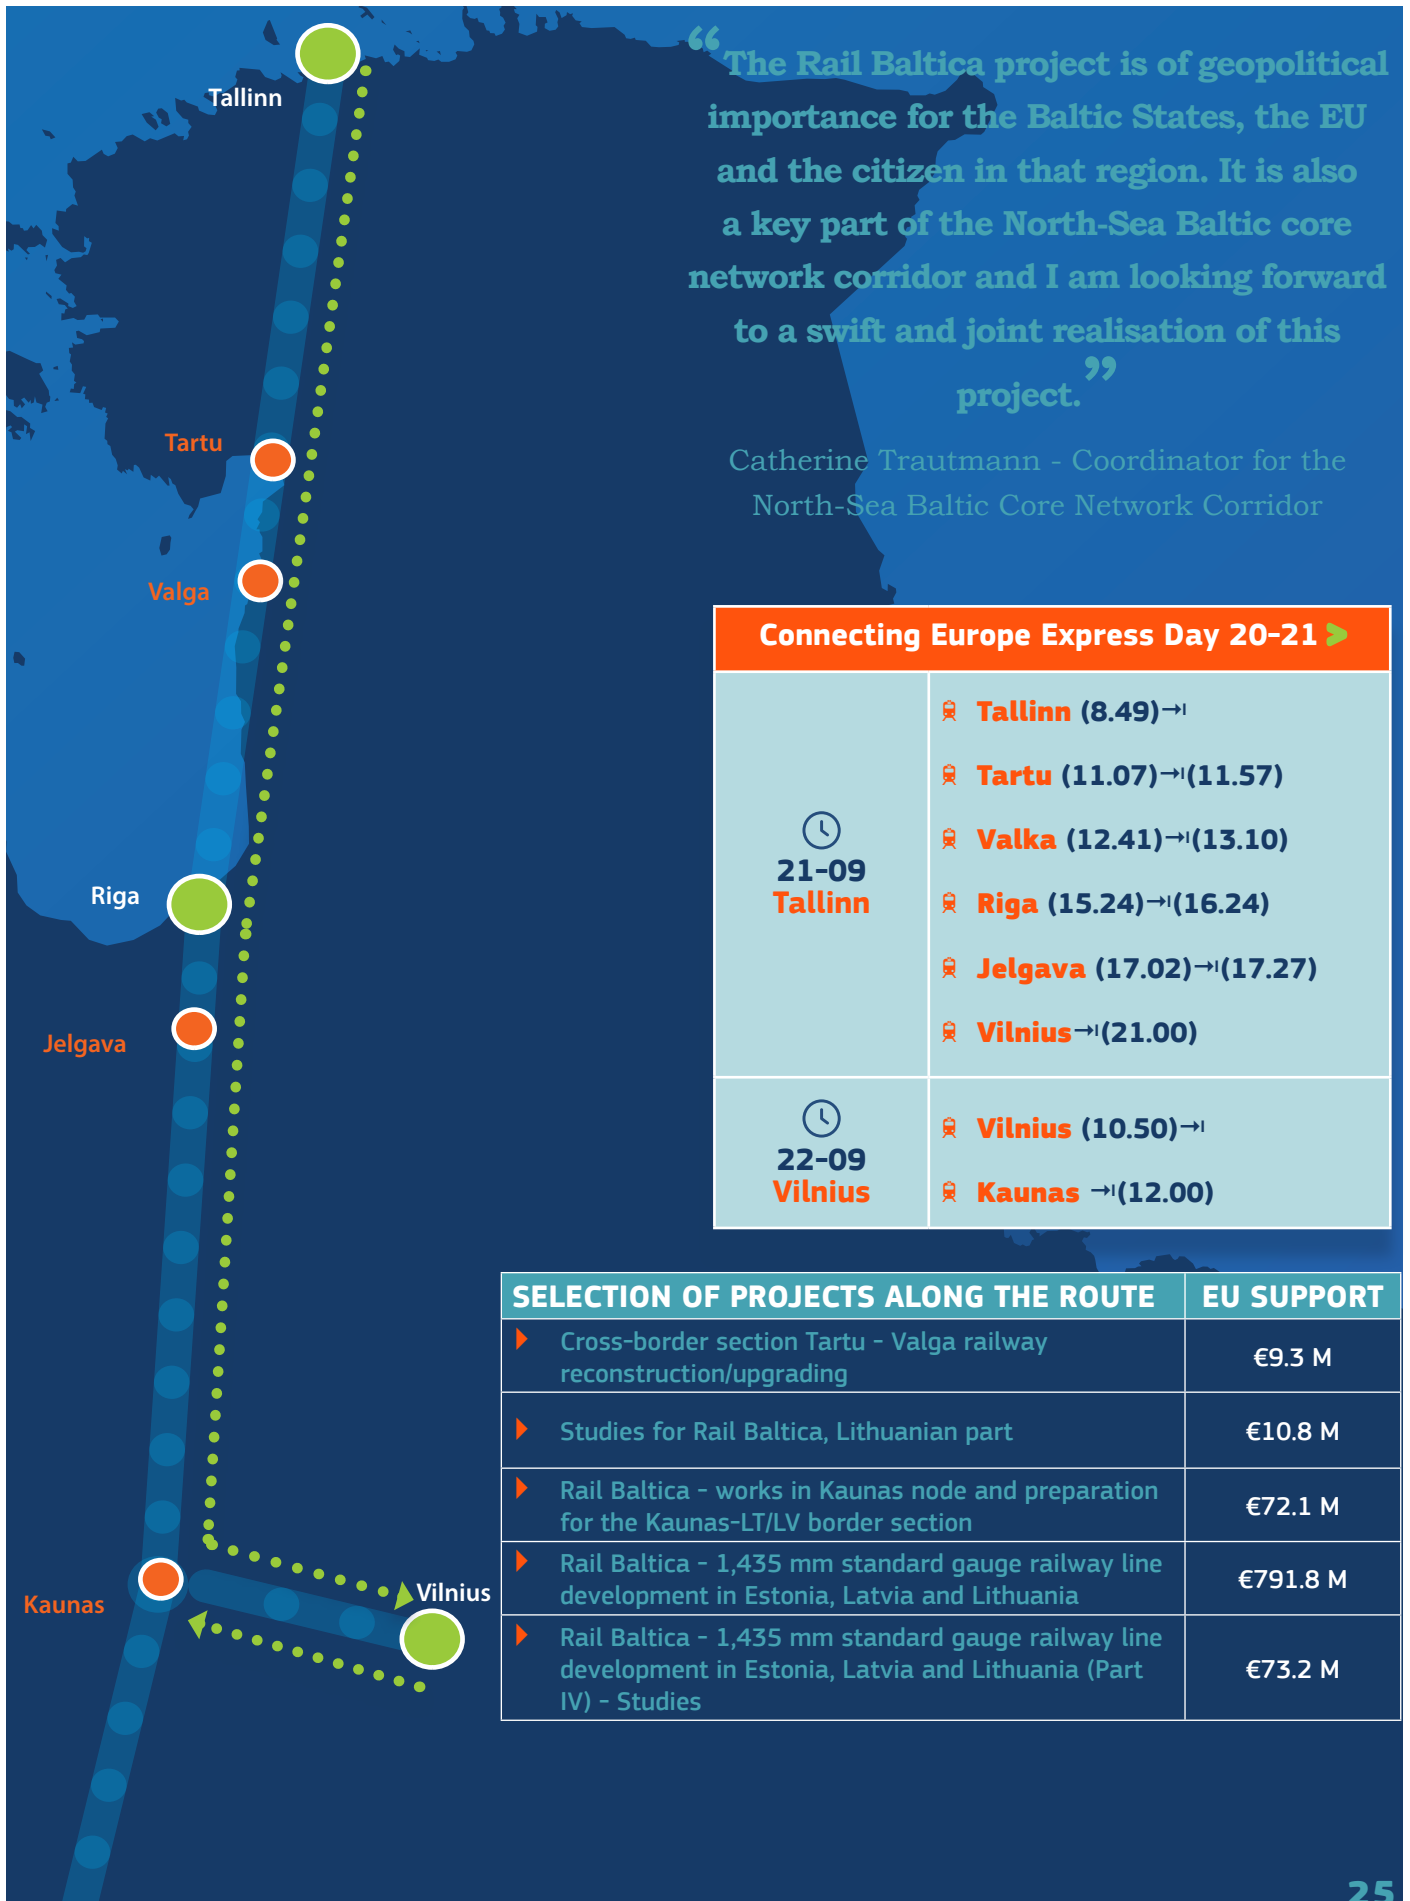 “The Rail Baltica project is of geopolitical
importance for the Baltic States, the EU
and the citizen in that region. It is also
a key part of the North-Sea Baltic core
network corridor and I am looking forward
to a swift and joint realisation of this
project.”
Catherine Trautmann - Coordinator for the
North-Sea Baltic Core Network Corridor
Tallinn
Tartu
Valga
Riga
Jelgava
Kaunas
Vilnius
Connecting Europe Express Day 20-21 >
21-09
Tallinn
Tallinn (8.49)⇥
Tartu (11.07)⇥(11.57)
Valka (12.41)⇥(13.10)
Riga (15.24)⇥(16.24)
Jelgava (17.02)⇥(17.27)
Vilnius⇥(21.00)
22-09
Vilnius
Vilnius (10.50)⇥
Kaunas ⇥(12.00)
SELECTION OF PROJECTS ALONG THE ROUTE EU SUPPORT
Cross-border section Tartu - Valga railway
reconstruction/upgrading
€9.3 M
Studies for Rail Baltica, Lithuanian part
€10.8 M
Rail Baltica - works in Kaunas node and preparation
for the Kaunas-LT/LV border section
€72.1 M
Rail Baltica - 1,435 mm standard gauge railway line
development in Estonia, Latvia and Lithuania
€791.8 M
Rail Baltica - 1,435 mm standard gauge railway line
development in Estonia, Latvia and Lithuania (Part
IV) - Studies
€73.2 M
25